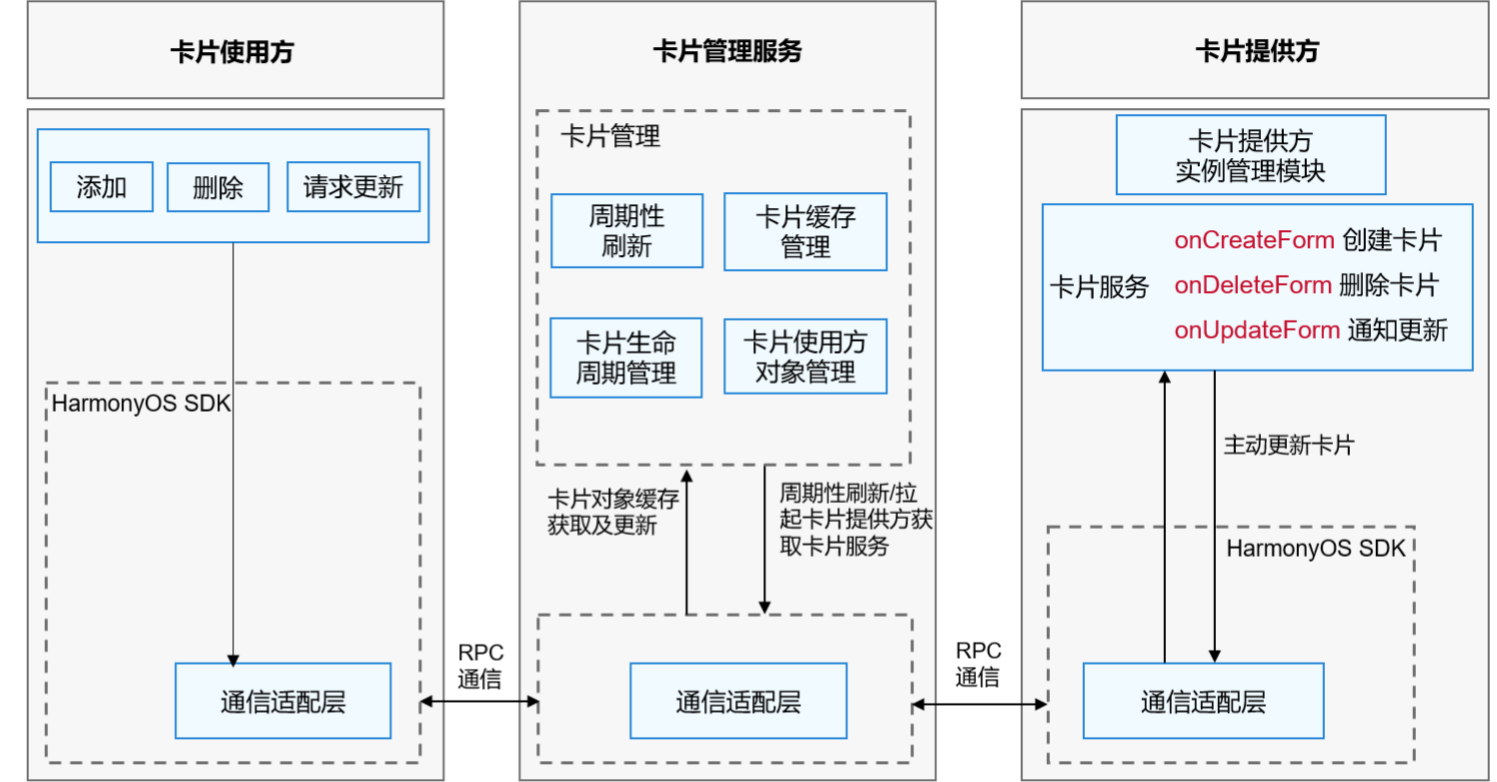 卡片使用方
添加
删除
请求更新
HarmonyOS SDK
通信适配层
RPC
通信
卡片管理服务
卡片管理
周期性
刷新
卡片缓存
管理
卡片生命
周期管理
卡片使用方
对象管理
卡片对象缓存
获取及更新
周期性刷新/拉
起卡片提供方获
取卡片服务
通信适配层
RPC
通信
卡片提供方
卡片提供方
实例管理模块
卡片服务
onCreateForm 创建卡片
onDeleteForm 删除卡片
onUpdateForm 通知更新
主动更新卡片
HarmonyOS SDK
通信适配层